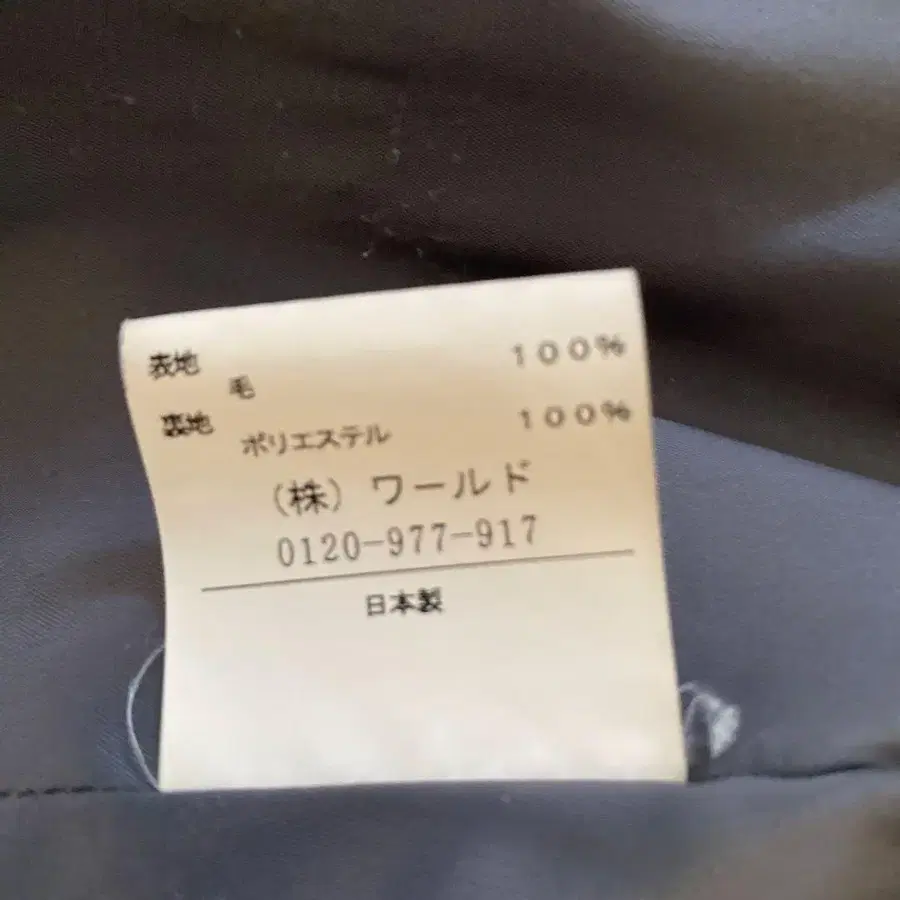 表地 100%
毛
裏地 100%
ポリエステル
(株) ワールド
0120-977-917
日本製